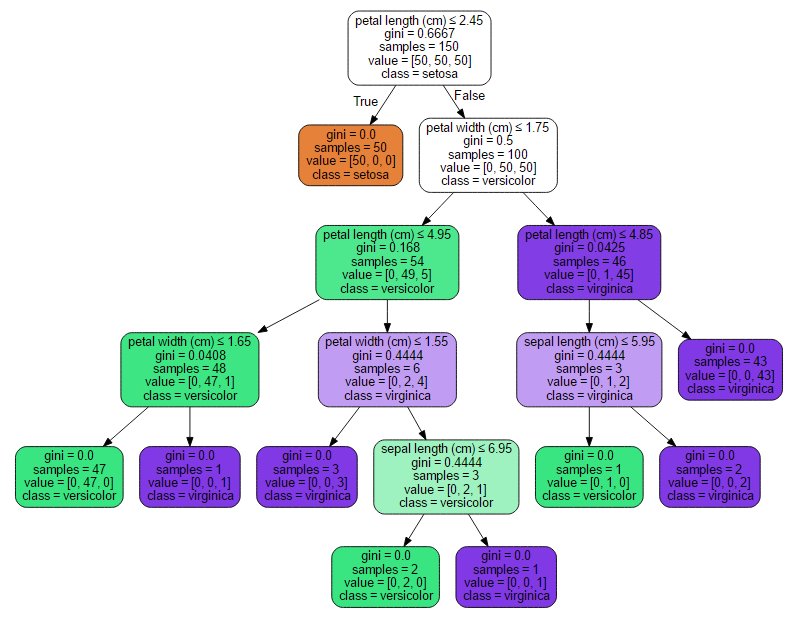 petal length (cm) ≤ 2.45
gini = 0.6667
samples = 150
value = [50, 50, 50]
class = setosa
True
False
gini = 0.0
samples = 50
value = [50, 0, 0]
class = setosa
petal width (cm) ≤ 1.75
gini = 0.5
samples = 100
value = [0, 50, 50]
class = versicolor
petal length (cm) ≤ 4.95
gini = 0.168
samples = 54
value = [0, 49, 5]
class = versicolor
petal length (cm) ≤ 4.85
gini = 0.0425
samples = 46
value = [0, 1, 45]
class = virginica
petal width (cm) ≤ 1.65
gini = 0.0408
samples = 48
value = [0, 47, 1]
class = versicolor
petal width (cm) ≤ 1.55
gini = 0.4444
samples = 6
value = [0, 2, 4]
class = virginica
sepal length (cm) ≤ 5.95
gini = 0.4444
samples = 3
value = [0, 1, 2]
class = virginica
gini = 0.0
samples = 43
value = [0, 0, 43]
class = virginica
gini = 0.0
samples = 47
value = [0, 47, 0]
class = versicolor
gini = 0.0
samples = 1
value = [0, 0, 1]
class = virginica
gini = 0.0
samples = 3
value = [0, 0, 3]
class = virginica
sepal length (cm) ≤ 6.95
gini = 0.4444
samples = 3
value = [0, 2, 1]
class = versicolor
gini = 0.0
samples = 1
value = [0, 1, 0]
class = versicolor
gini = 0.0
samples = 2
value = [0, 0, 2]
class = virginica
gini = 0.0
samples = 2
value = [0, 2, 0]
class = versicolor
gini = 0.0
samples = 1
value = [0, 0, 1]
class = virginica